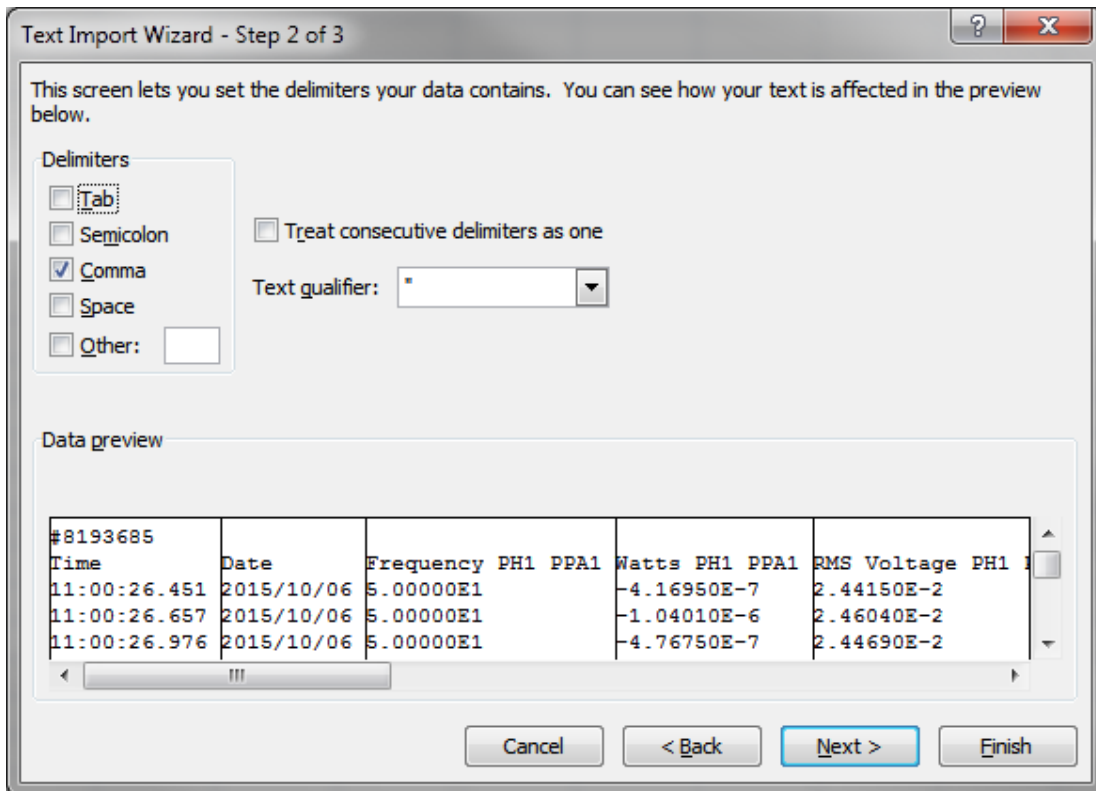 Text Import Wizard - Step 2 of 3
This screen lets you set the delimiters your data contains.  You can see how your text is affected in the preview
below.
Delimiters
Tab
Semicolon
Comma
Space
Other:
Treat consecutive delimiters as one
Text qualifier: "
Data preview
#8193685
Time Date Frequency PH1 PPA1 Watts PH1 PPA1 RMS Voltage PH1
11:00:26.451 2015/10/06 5.00000E1 -4.16950E-7 2.44150E-2
11:00:26.657 2015/10/06 5.00000E1 -1.04010E-6 2.46040E-2
11:00:26.976 2015/10/06 5.00000E1 -4.76750E-7 2.44690E-2
Cancel < Back Next > Finish